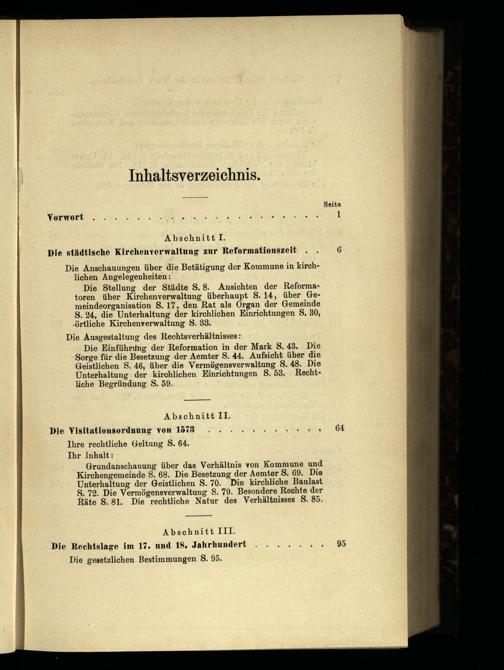 Inhaltsverzeichnis.
Seite
Vorwort . . . . . . . . . . . . . . . . . . . . 1
Abschnitt I.
Die städtische Kirchenverwaltung zur Reformationszeit . . 6
Die Anschauungen über die Betätigung der Kommune in kirch-
lichen Angelegenheiten:
Die Stellung der Städte S. 8. Ansichten der Reforma-
toren über Kirchenverwaltung überhaupt S. 14, über Ge-
meindeorganisation S. 17, den Rat als Organ der Gemeinde
S. 24, die Unterhaltung der kirchlichen Einrichtungen S. 30,
örtliche Kirchenverwaltung S. 33.
Die Ausgestaltung des Rechtsverhältnisses:
Die Einführung der Reformation in der Mark S. 43. Die
Sorge für die Besetzung der Aemter S. 44. Aufsicht über die
Geistlichen S. 46, über die Vermögensverwaltung S. 48. Die
Unterhaltung der kirchlichen Einrichtungen S. 53. Recht-
liche Begründung S. 59.
Abschnitt II.
Die Visitationsordnung von 1573 . . . . . . . . . . . 64
Ihre rechtliche Geltung S. 64.
Ihr Inhalt:
Grundanschauung über das Verhältnis von Kommune und
Kirchengemeinde S. 68. Die Besetzung der Aemter S. 69. Die
Unterhaltung der Geistlichen S. 70. Die kirchliche Baulast
S. 72. Die Vermögensverwaltung S. 79. Besondere Rechte der
Räte S. 81. Die rechtliche Natur des Verhältnisses S. 85.
Abschnitt III.
Die Rechtslage im 17. und 18. Jahrhundert . . . . . . . 95
Die gesetzlichen Bestimmungen S. 95.